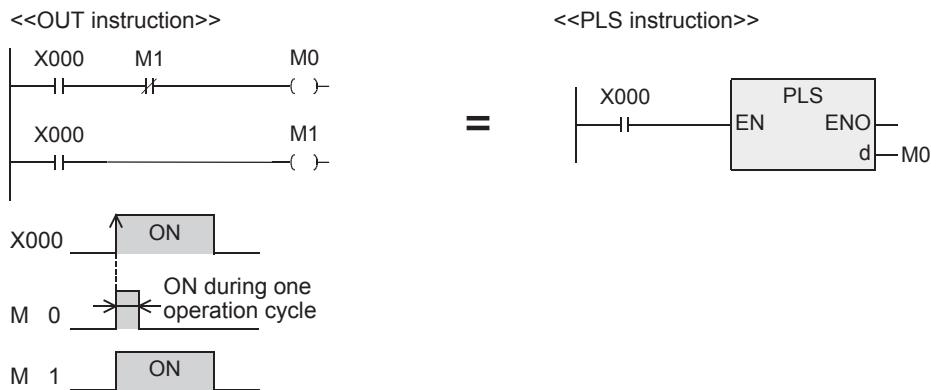 <<OUT instruction>>
<<PLS instruction>>
X000 M1 M0
X000 M1
=
X000
PLS
EN ENO
d M0
X000 ON
M 0 ON during one
operation cycle
M 1 ON